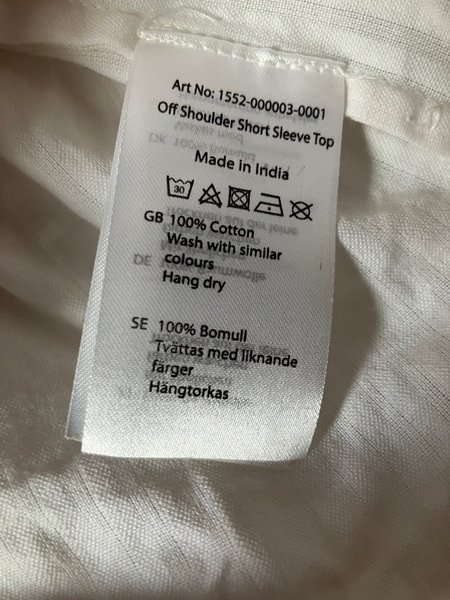 Art No: 1552-000003-0001
Off Shoulder Short Sleeve Top
Made in India
30
GB 100% Cotton
Wash with similar
colours
Hang dry
SE 100% Bomull
Tvättas med liknande
färger
Hängtorkas